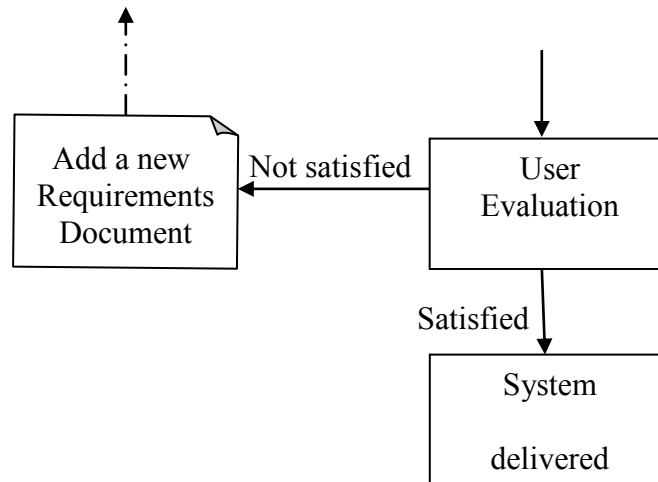 Add a new
Requirements
Document
Not satisfied
User
Evaluation
Satisfied
System
delivered